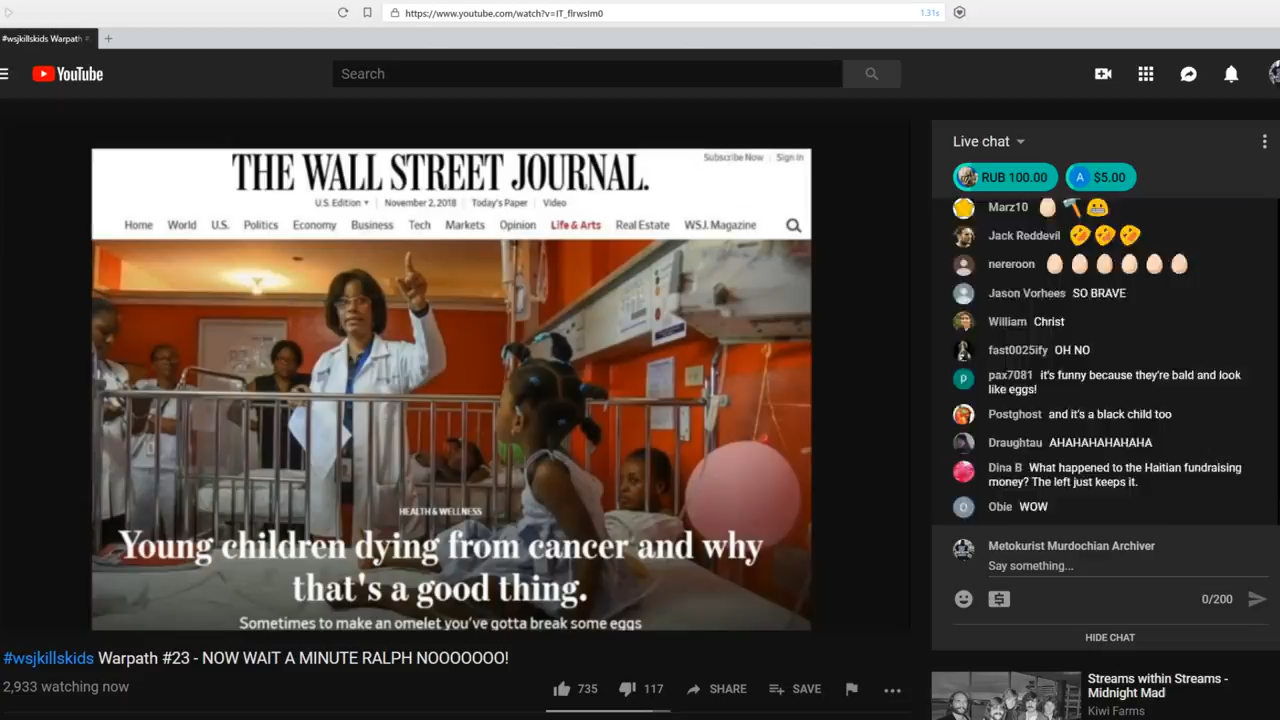 https://www.youtube.com/watch?v=IT_flrwsIm0
1.31s
#wsjkillskids Warpath
YouTube
Search
THE WALL STREET JOURNAL.
Subscribe Now | Sign In
U.S. Edition | November 2, 2018 | Today's Paper | Video
Home World U.S. Politics Economy Business Tech Markets Opinion Life & Arts Real Estate WSJ. Magazine
HEALTH & WELLNESS
Young children dying from cancer and why
that's a good thing.
Sometimes to make an omelet you've gotta break some eggs
#wsjkillskids Warpath #23 - NOW WAIT A MINUTE RALPH NOOOOOOO!
2,933 watching now
735
117
SHARE
SAVE
Live chat
RUB 100.00
A $5.00
Marz10 🥚🔨😬
Jack Reddevil 🤣🤣🤣
nereroon 🥚🥚🥚🥚🥚🥚
Jason Vorhees SO BRAVE
William Christ
fast0025ify OH NO
P pax7081 it's funny because they're bald and look
like eggs!
Postghost and it's a black child too
Draughtau AHAHAHAHAHAHA
Dina B What happened to the Haitian fundraising
money? The left just keeps it.
O Obie WOW
Metokurist Murdochian Archiver
Say something...
0/200
HIDE CHAT
Streams within Streams -
Midnight Mad
Kiwi Farms